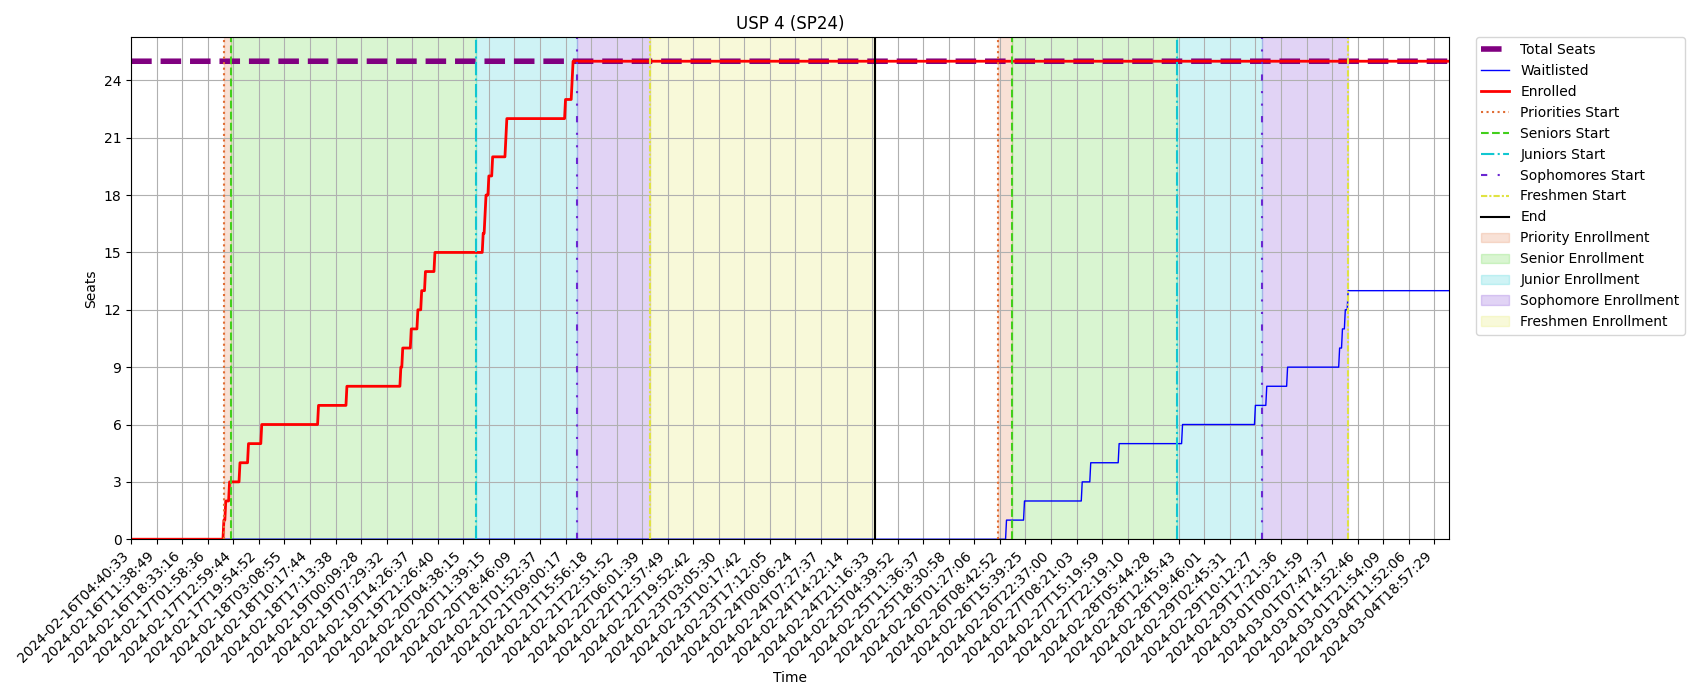 USP 4 (SP24)
Seats
24
21
18
15
12
9
6
3
0
2024-02-16T04:40:33
2024-02-16T11:38:49
2024-02-16T18:33:16
2024-02-17T01:58:36
2024-02-17T12:59:44
2024-02-17T19:54:52
2024-02-18T03:08:55
2024-02-18T10:17:44
2024-02-18T17:13:38
2024-02-19T00:09:28
2024-02-19T07:29:32
2024-02-19T14:26:37
2024-02-19T21:26:40
2024-02-20T04:38:15
2024-02-20T11:39:15
2024-02-20T18:46:09
2024-02-21T01:52:37
2024-02-21T09:00:17
2024-02-21T15:56:18
2024-02-21T22:51:52
2024-02-22T06:01:39
2024-02-22T12:57:49
2024-02-22T19:52:42
2024-02-23T03:05:30
2024-02-23T10:17:42
2024-02-23T17:12:05
2024-02-24T00:06:24
2024-02-24T07:27:37
2024-02-24T14:22:14
2024-02-24T21:16:33
2024-02-25T04:39:52
2024-02-25T11:36:37
2024-02-25T18:30:58
2024-02-26T01:27:06
2024-02-26T08:42:52
2024-02-26T15:39:25
2024-02-26T22:37:00
2024-02-27T08:21:03
2024-02-27T15:19:59
2024-02-27T22:19:10
2024-02-28T05:44:28
2024-02-28T12:45:43
2024-02-28T19:46:01
2024-02-29T02:45:31
2024-02-29T10:12:27
2024-02-29T17:21:36
2024-03-01T00:21:59
2024-03-01T07:47:37
2024-03-01T14:52:46
2024-03-01T21:54:09
2024-03-04T11:52:06
2024-03-04T18:57:29
Time
Total Seats
Waitlisted
Enrolled
Priorities Start
Seniors Start
Juniors Start
Sophomores Start
Freshmen Start
End
Priority Enrollment
Senior Enrollment
Junior Enrollment
Sophomore Enrollment
Freshmen Enrollment